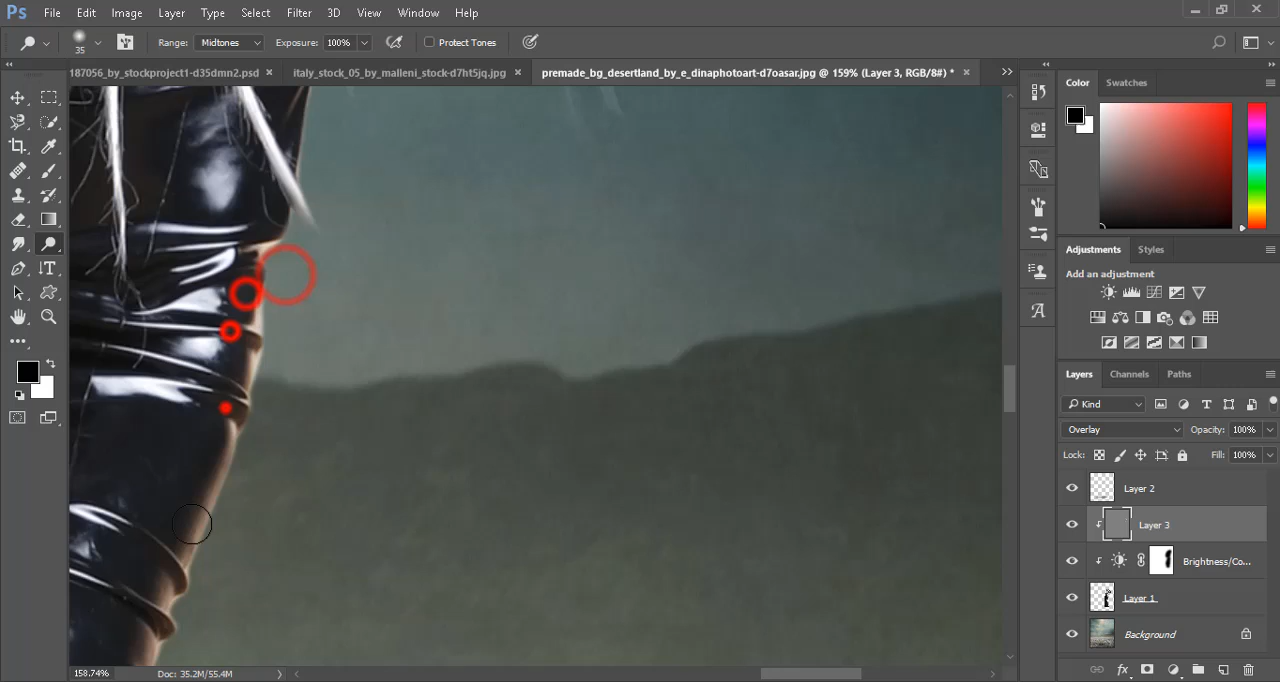 Ps File Edit Image Layer Type Select Filter 3D View Window Help
35 Range: Midtones Exposure: 100% Protect Tones
187056_by_stockproject1-d35dmn2.psd × italy_stock_05_by_malleni_stock-d7ht5jq.jpg × premade_bg_desertland_by_e_dinaphotoart-d7oasar.jpg @ 159% (Layer 3, RGB/8#) * ×
Color Swatches
Adjustments Styles
Add an adjustment
Layers Channels Paths
Kind
Overlay Opacity: 100%
Lock: Fill: 100%
Layer 2
Layer 3
Brightness/Co...
Layer 1
Background
158.74% Doc: 35.2M/55.4M